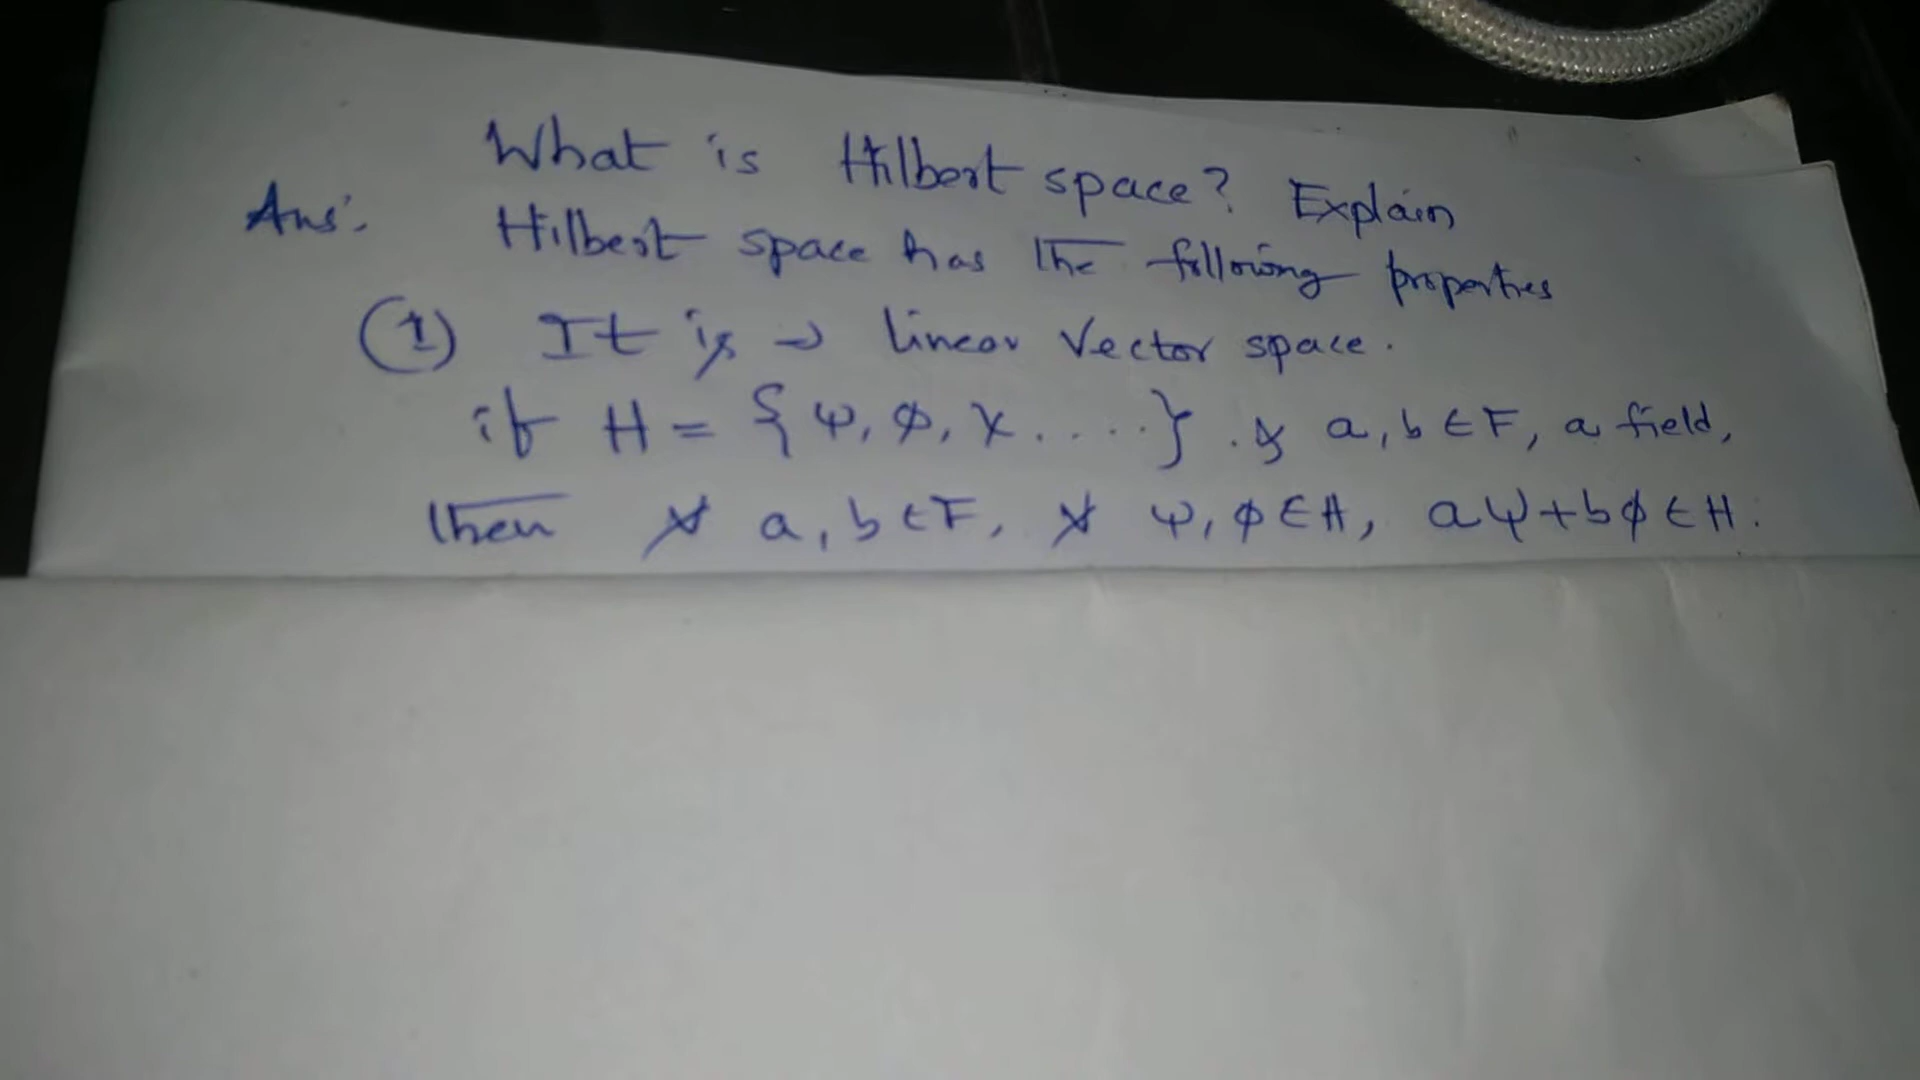 What is Hilbert space? Explain
Ans:. Hilbert space has the following properties
(1) It is → linear vector space.
if H = {ψ, φ, χ.....} . & a, b ∈ F, a field,
then ∀ a, b ∈ F, ∀ ψ, φ ∈ H, aψ + bφ ∈ H.